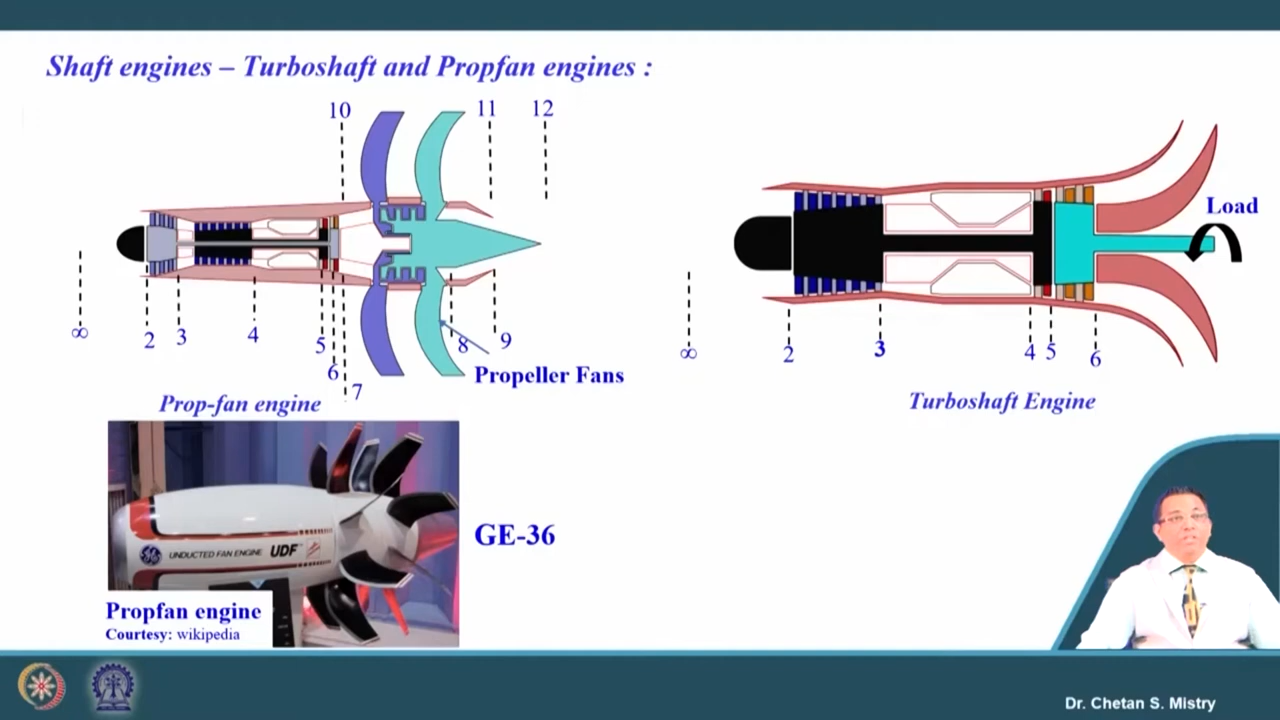 Shaft engines – Turboshaft and Propfan engines :
10
11
12
∞
2
3
4
5
6
7
8
9
Propeller Fans
Prop-fan engine
Load
∞
2
3
4
5
6
Turboshaft Engine
UNDUCTED FAN ENGINE UDF
GE-36
Propfan engine
Courtesy: wikipedia
Dr. Chetan S. Mistry